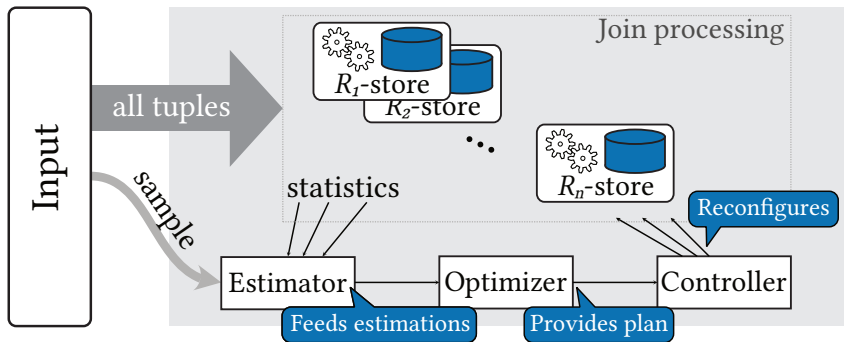 Join processing
R1-store
R2-store
Rn-store
all tuples
Input
sample
statistics
Reconfigures
Estimator
Optimizer
Controller
Feeds estimations
Provides plan